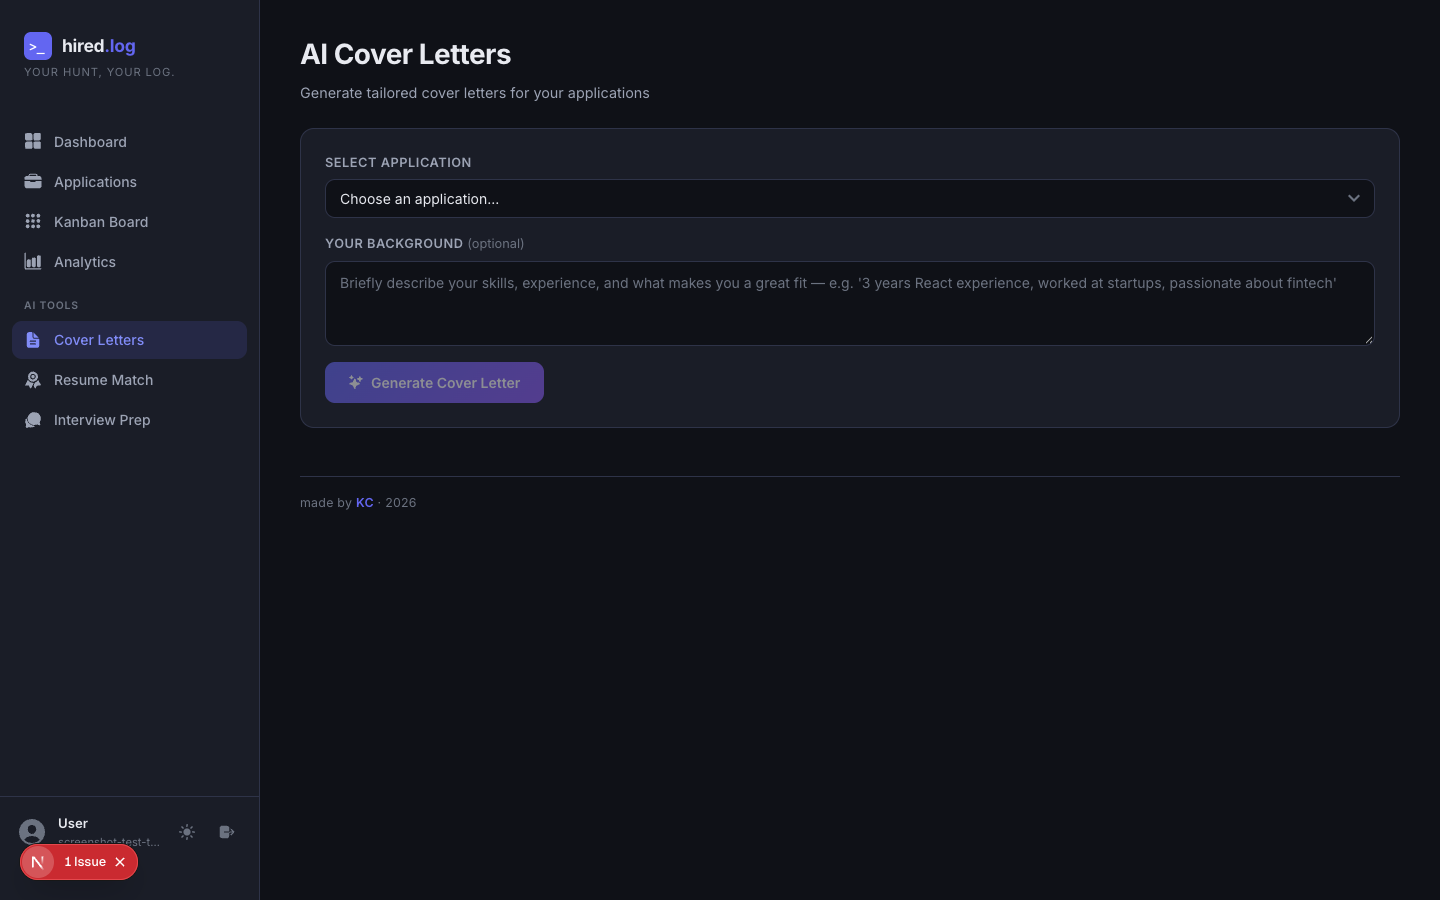 >_ hired.log
YOUR HUNT, YOUR LOG.
Dashboard
Applications
Kanban Board
Analytics
AI TOOLS
Cover Letters
Resume Match
Interview Prep
User
screenshot-test-t...
N 1 Issue
AI Cover Letters
Generate tailored cover letters for your applications
SELECT APPLICATION
Choose an application...
YOUR BACKGROUND (optional)
Briefly describe your skills, experience, and what makes you a great fit — e.g. '3 years React experience, worked at startups, passionate about fintech'
Generate Cover Letter
made by KC · 2026